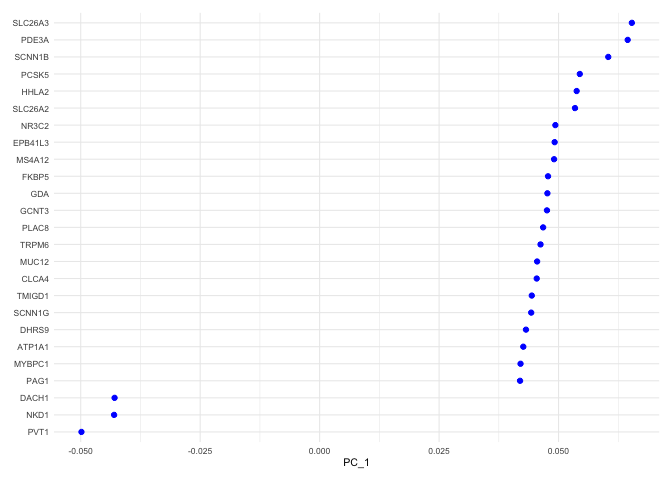 SLC26A3
PDE3A
SCNN1B
PCSK5
HHLA2
SLC26A2
NR3C2
EPB41L3
MS4A12
FKBP5
GDA
GCNT3
PLAC8
TRPM6
MUC12
CLCA4
TMIGD1
SCNN1G
DHRS9
ATP1A1
MYBPC1
PAG1
DACH1
NKD1
PVT1
-0.050 -0.025 0.000 0.025 0.050
PC_1